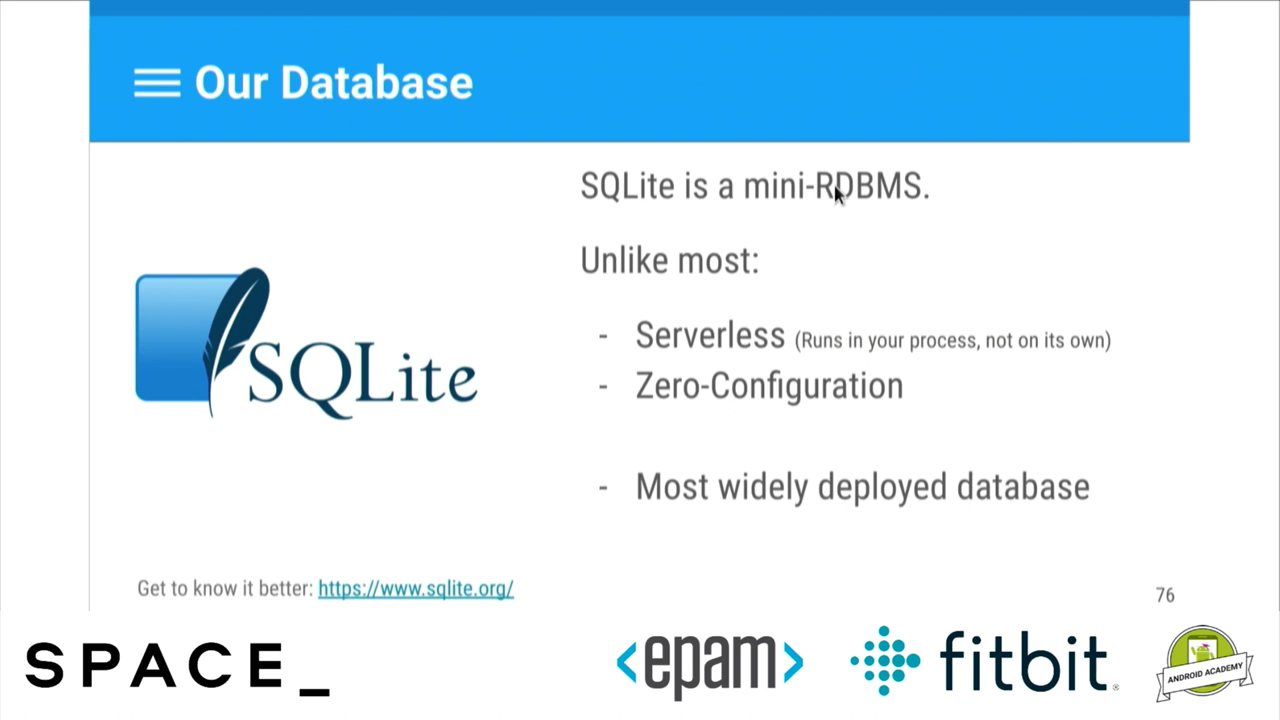 Our Database
SQLite is a mini-RDBMS.
Unlike most:
- Serverless (Runs in your process, not on its own)
- Zero-Configuration
- Most widely deployed database
SQLite
Get to know it better: https://www.sqlite.org/
76
SPACE_
<epam>
fitbit®
ANDROID ACADEMY